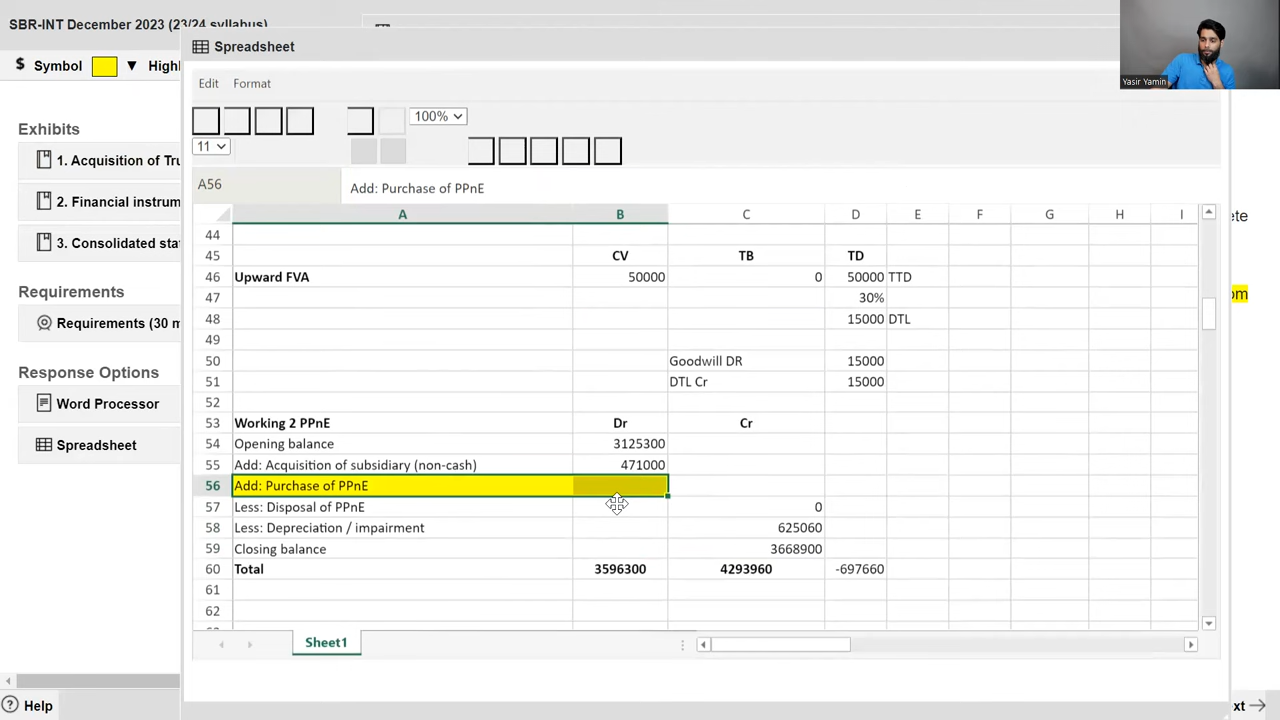 SBR-INT December 2023 (23/24 syllabus)
$ Symbol ▼ Highl
Yasir Yamin
Exhibits
1. Acquisition of Tru
2. Financial instrum
3. Consolidated stat
Requirements
Requirements (30 m
Response Options
Word Processor
Spreadsheet
Help
Spreadsheet
Edit Format
100%
11
A56 Add: Purchase of PPnE
A B C D E F G H I
44
45 CV TB TD
46 Upward FVA 50000 0 50000 TTD
47 30%
48 15000 DTL
49
50 Goodwill DR 15000
51 DTL Cr 15000
52
53 Working 2 PPnE Dr Cr
54 Opening balance 3125300
55 Add: Acquisition of subsidiary (non-cash) 471000
56 Add: Purchase of PPnE
57 Less: Disposal of PPnE 0
58 Less: Depreciation / impairment 625060
59 Closing balance 3668900
60 Total 3596300 4293960 -697660
61
62
Sheet1
ete
om
xt